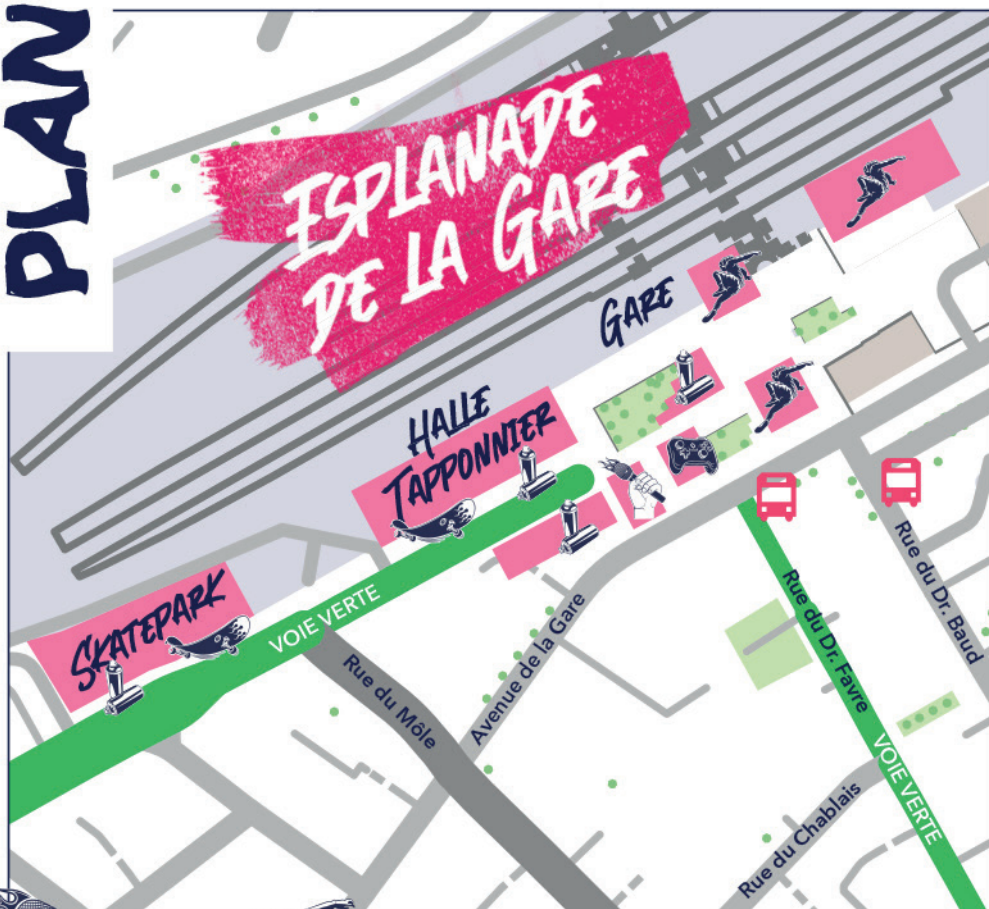 PLAN
ESPLANADE
DE LA GARE
GARE
HALLE
TAPPONNIER
SKATEPARK
VOIE VERTE
Rue du Môle
Avenue de la Gare
Rue du Dr. Favre
Rue du Dr. Baud
VOIE VERTE
Rue du Chablais